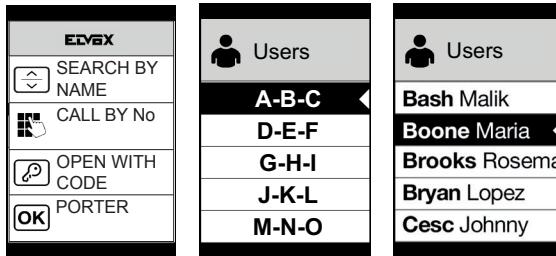 ELVOX
SEARCH BY
NAME
CALL BY No
OPEN WITH
CODE
OK
PORTER
Users
A-B-C
D-E-F
G-H-I
J-K-L
M-N-O
Users
Bash Malik
Boone Maria
Brooks Rosema
Bryan Lopez
Cesc Johnny